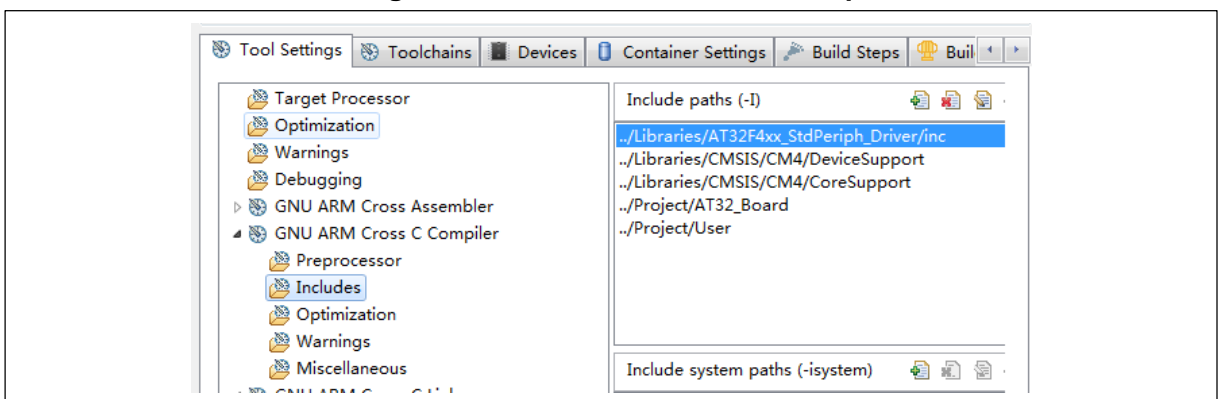 Tool Settings Toolchains Devices Container Settings Build Steps Buil
Target Processor
Optimization
Warnings
Debugging
GNU ARM Cross Assembler
GNU ARM Cross C Compiler
Preprocessor
Includes
Optimization
Warnings
Miscellaneous
Include paths (-I)
../Libraries/AT32F4xx_StdPeriph_Driver/inc
../Libraries/CMSIS/CM4/DeviceSupport
../Libraries/CMSIS/CM4/CoreSupport
../Project/AT32_Board
../Project/User
Include system paths (-isystem)